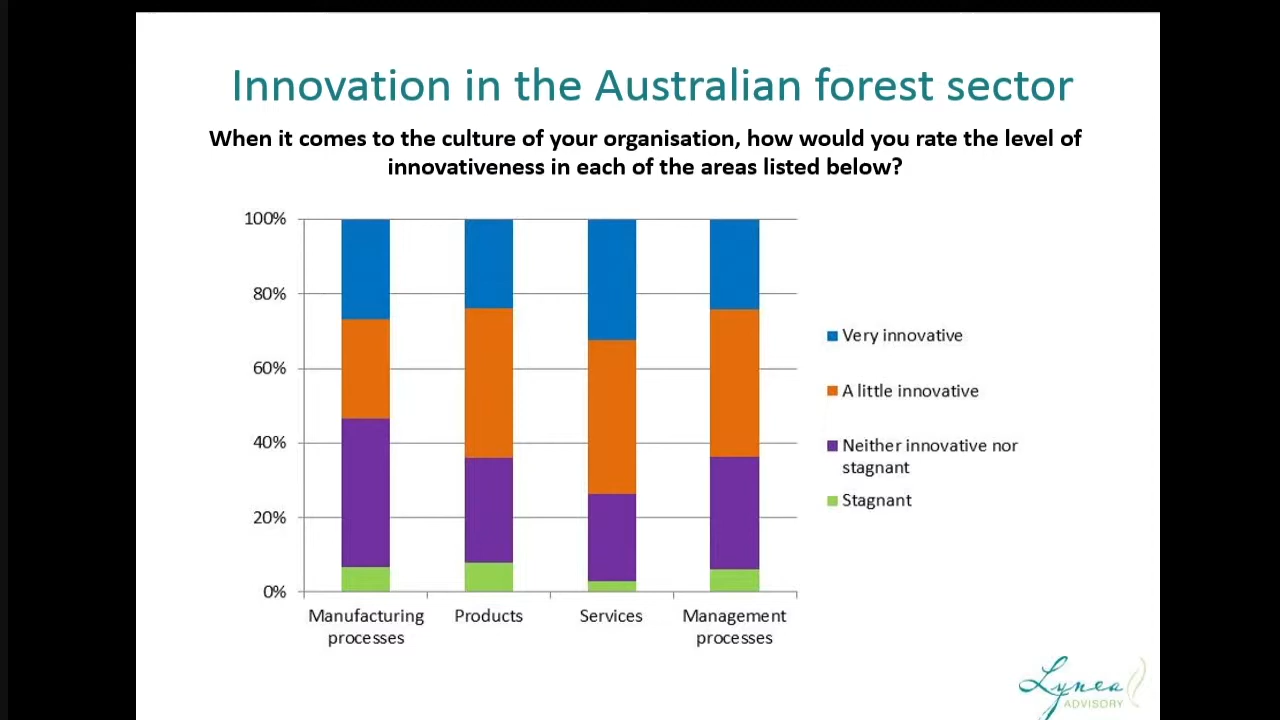 Innovation in the Australian forest sector
When it comes to the culture of your organisation, how would you rate the level of
innovativeness in each of the areas listed below?
100%
80%
60%
40%
20%
0%
Manufacturing
processes
Products
Services
Management
processes
Very innovative
A little innovative
Neither innovative nor
stagnant
Stagnant
Lynea
ADVISORY